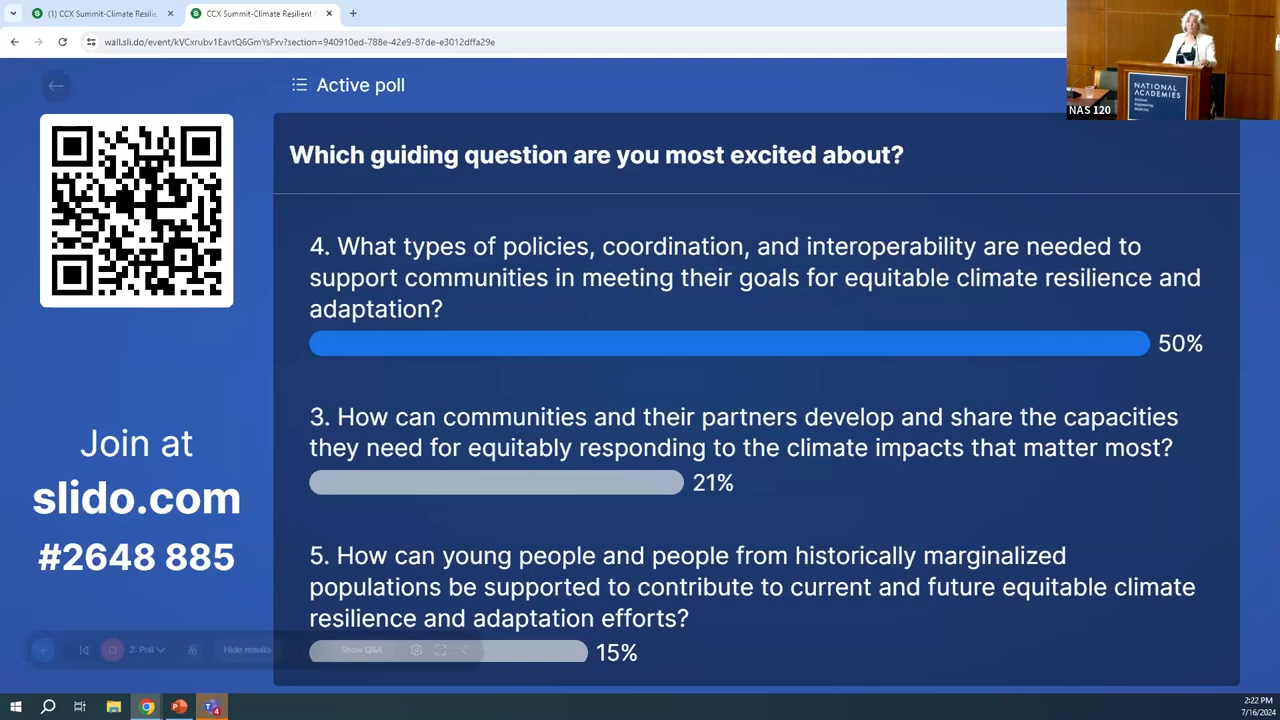 (1) CCX Summit-Climate Resilie
CCX Summit-Climate Resilient
wall.sli.do/event/kVCxrubv1EavtQ6GmYsFxv?section=940910ed-788e-42e9-87de-e3012dffa29e
NATIONAL
ACADEMIES
Sciences
Engineering
Medicine
NAS 120
Active poll
Which guiding question are you most excited about?
4. What types of policies, coordination, and interoperability are needed to
support communities in meeting their goals for equitable climate resilience and
adaptation?
50%
3. How can communities and their partners develop and share the capacities
they need for equitably responding to the climate impacts that matter most?
21%
5. How can young people and people from historically marginalized
populations be supported to contribute to current and future equitable climate
resilience and adaptation efforts?
15%
Join at
slido.com
#2648 885
2: Poll
Hide results
Show Q&A
2:22 PM
7/16/2024